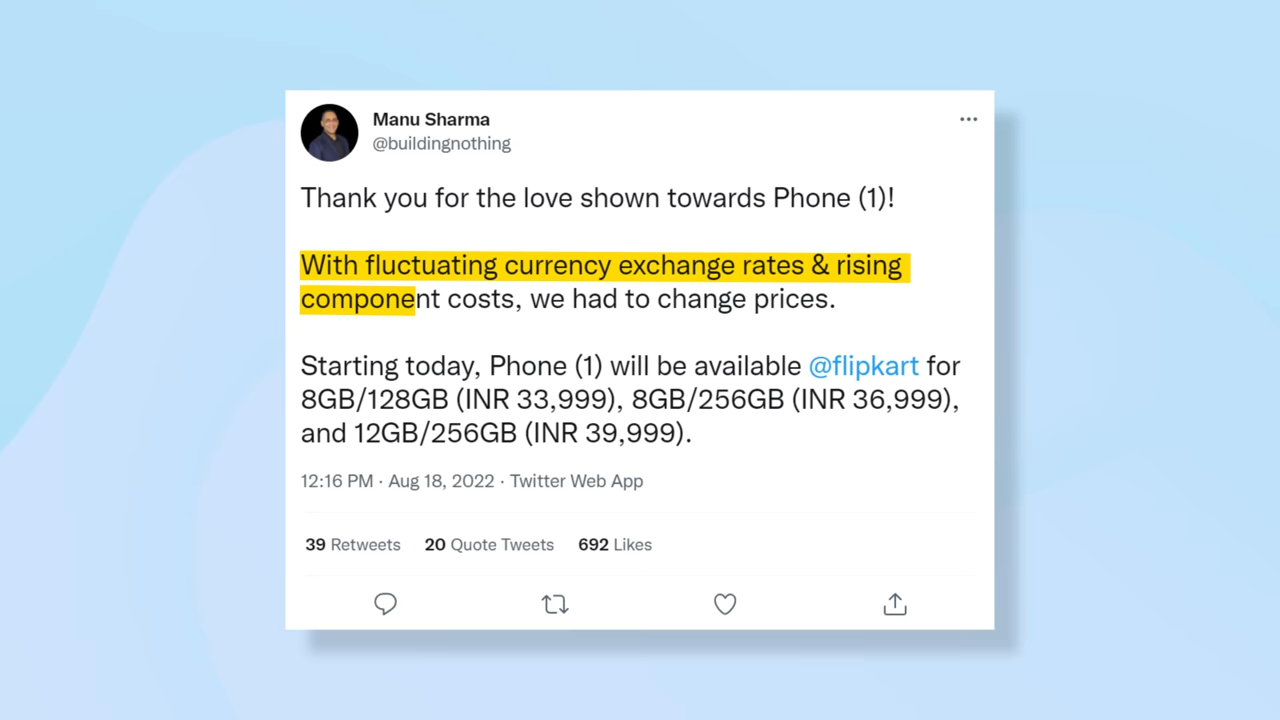 Manu Sharma
@buildingnothing
Thank you for the love shown towards Phone (1)!
With fluctuating currency exchange rates & rising
component costs, we had to change prices.
Starting today, Phone (1) will be available @flipkart for
8GB/128GB (INR 33,999), 8GB/256GB (INR 36,999),
and 12GB/256GB (INR 39,999).
12:16 PM · Aug 18, 2022 · Twitter Web App
39 Retweets 20 Quote Tweets 692 Likes